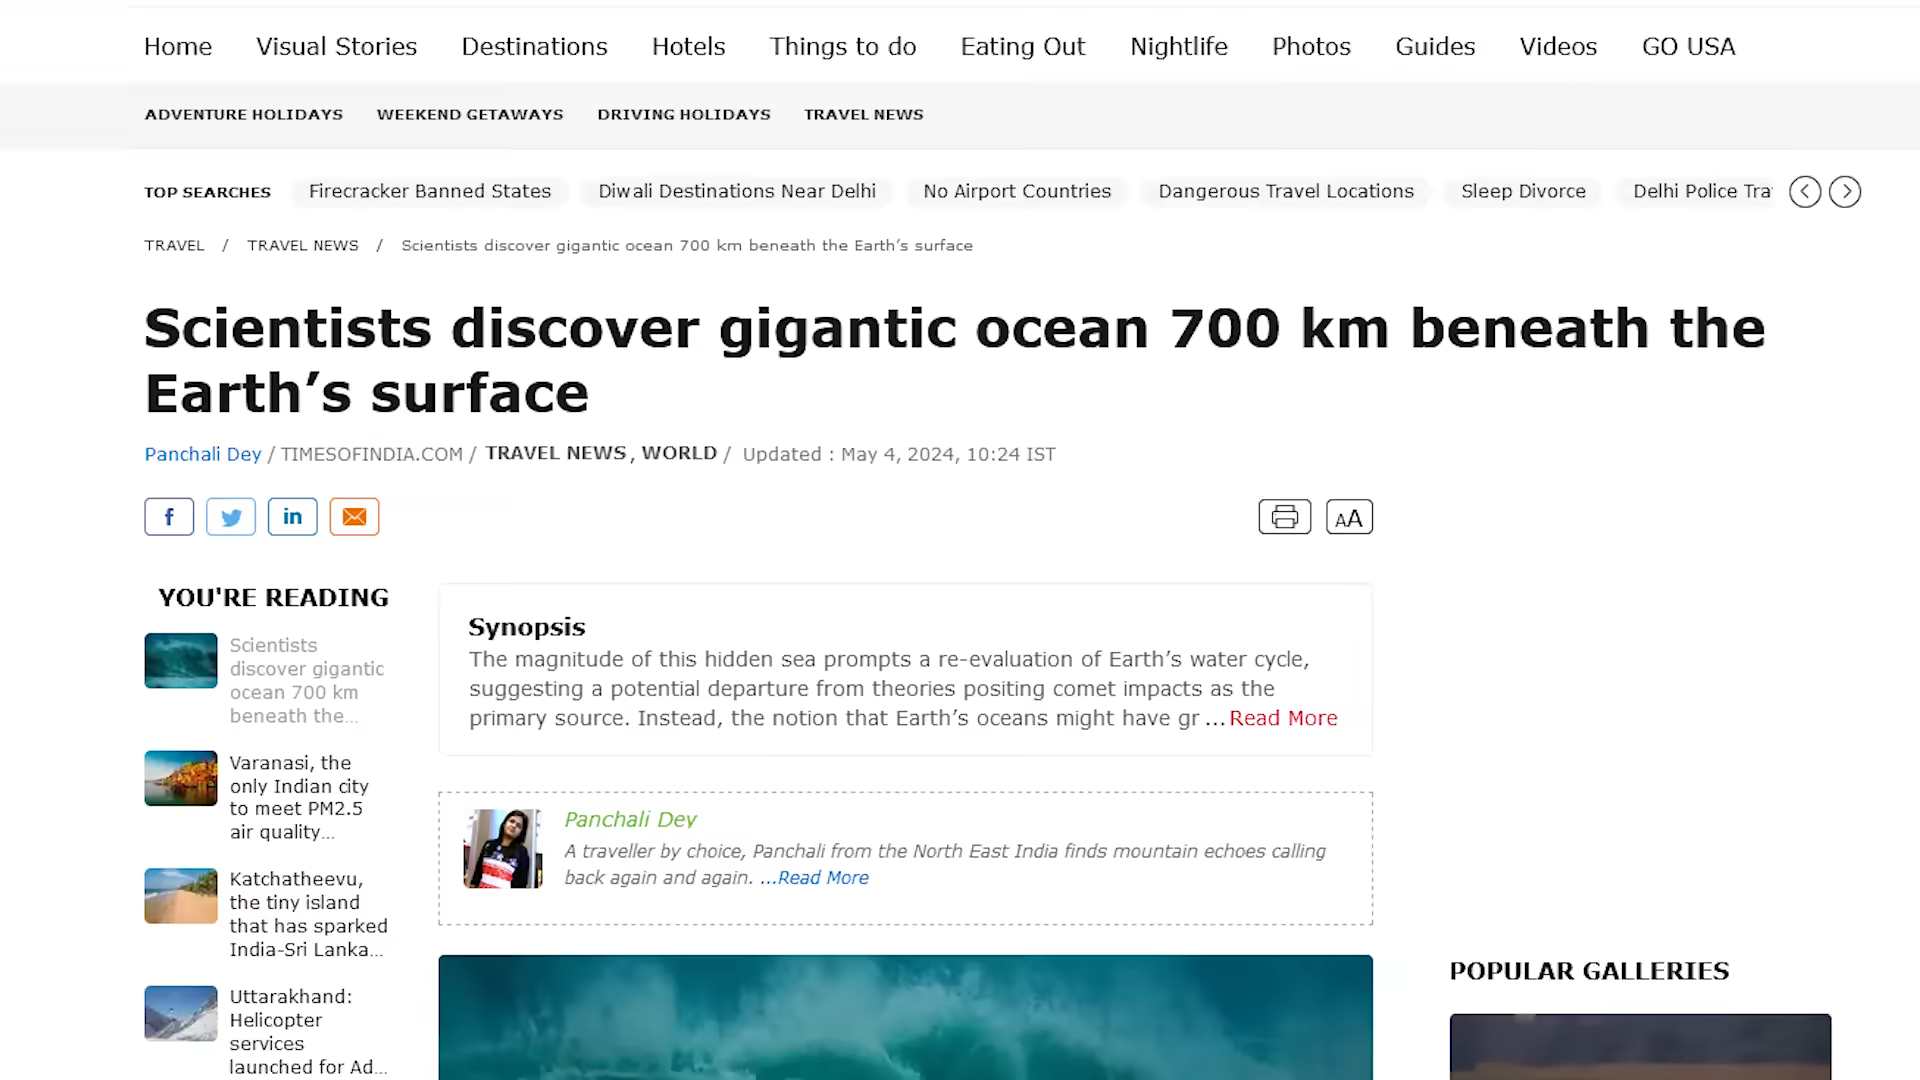 Home Visual Stories Destinations Hotels Things to do Eating Out Nightlife Photos Guides Videos GO USA
ADVENTURE HOLIDAYS WEEKEND GETAWAYS DRIVING HOLIDAYS TRAVEL NEWS
TOP SEARCHES Firecracker Banned States Diwali Destinations Near Delhi No Airport Countries Dangerous Travel Locations Sleep Divorce Delhi Police Tra
TRAVEL / TRAVEL NEWS / Scientists discover gigantic ocean 700 km beneath the Earth’s surface
Scientists discover gigantic ocean 700 km beneath the
Earth’s surface
Panchali Dey / TIMESOFINDIA.COM / TRAVEL NEWS, WORLD / Updated : May 4, 2024, 10:24 IST
f in AA
YOU'RE READING
Scientists
discover gigantic
ocean 700 km
beneath the...
Varanasi, the
only Indian city
to meet PM2.5
air quality...
Katchatheevu,
the tiny island
that has sparked
India-Sri Lanka...
Uttarakhand:
Helicopter
services
launched for Ad...
Synopsis
The magnitude of this hidden sea prompts a re-evaluation of Earth’s water cycle,
suggesting a potential departure from theories positing comet impacts as the
primary source. Instead, the notion that Earth’s oceans might have gr ...Read More
Panchali Dey
A traveller by choice, Panchali from the North East India finds mountain echoes calling
back again and again. ...Read More
POPULAR GALLERIES